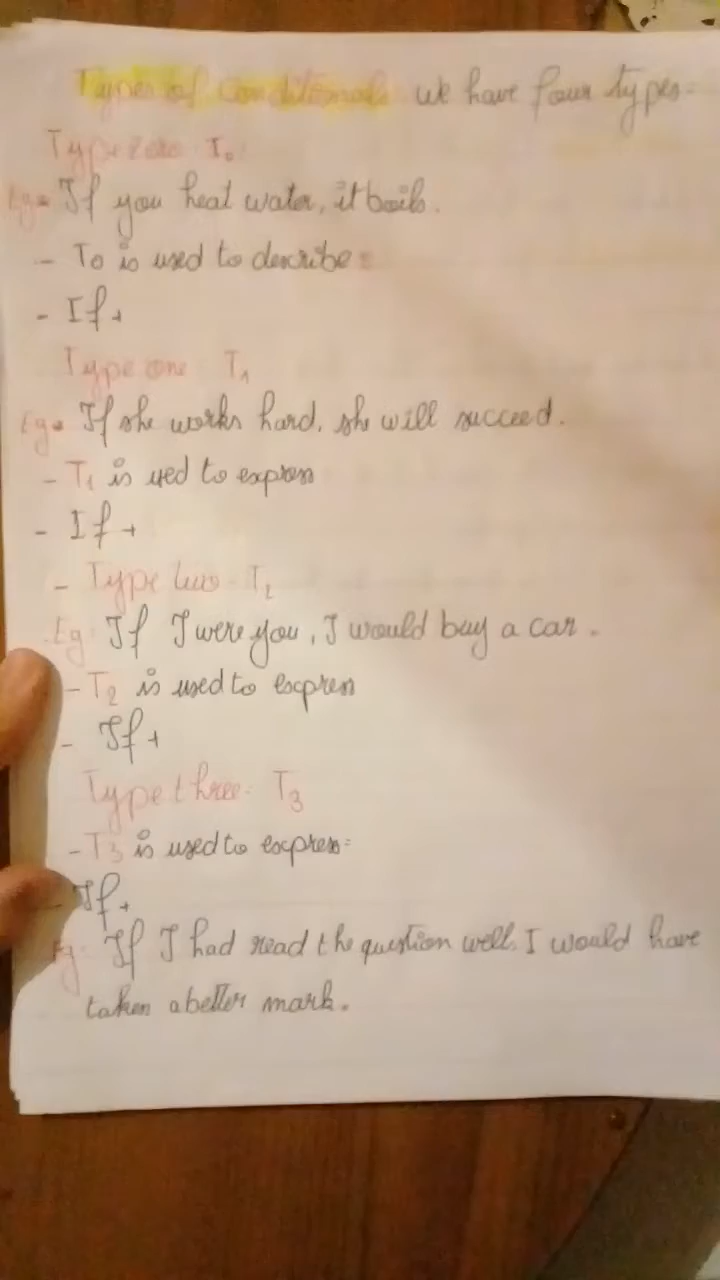 Types of Conditionals we have four types:
Type zero: T0
Eg: If you heat water, it boils.
- T0 is used to describe:
- If +
Type one: T1
Eg: If she works hard, she will succeed.
- T1 is used to express
- If +
- Type two: T2
Eg: If I were you, I would buy a car.
- T2 is used to express
- If +
Type three: T3
- T3 is used to express:
- If +
Eg: If I had read the question well, I would have
taken a better mark.